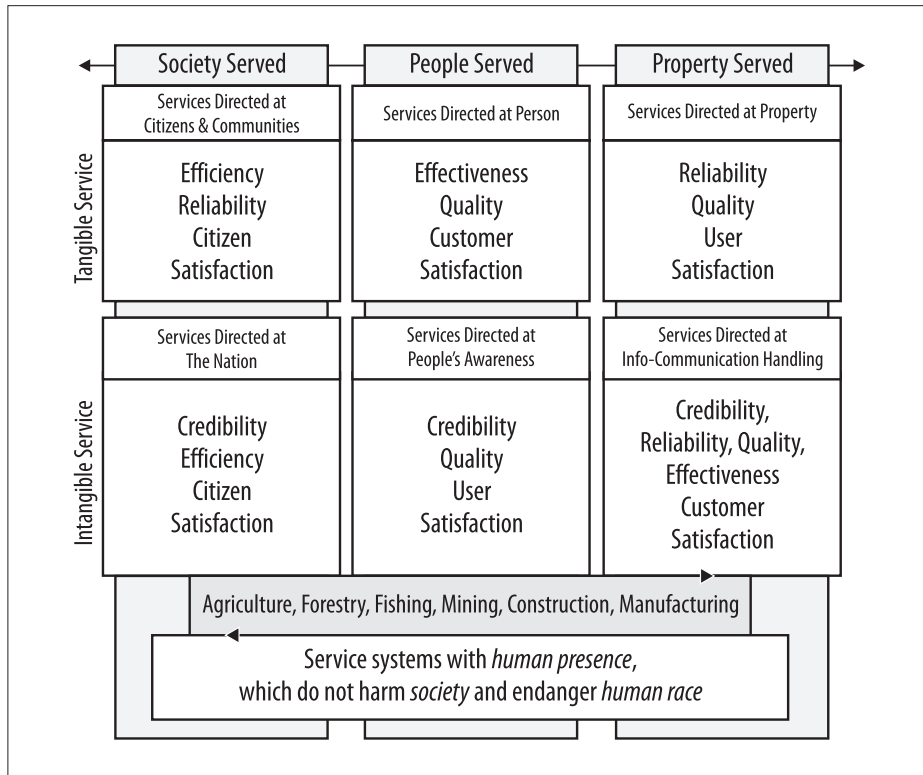 Society Served
People Served
Property Served
Tangible Service
Services Directed at
Citizens & Communities
Services Directed at Person
Services Directed at Property
Efficiency
Reliability
Citizen
Satisfaction
Effectiveness
Quality
Customer
Satisfaction
Reliability
Quality
User
Satisfaction
Intangible Service
Services Directed at
The Nation
Services Directed at
People's Awareness
Services Directed at
Info-Communication Handling
Credibility
Efficiency
Citizen
Satisfaction
Credibility
Quality
User
Satisfaction
Credibility,
Reliability, Quality,
Effectiveness
Customer
Satisfaction
Agriculture, Forestry, Fishing, Mining, Construction, Manufacturing
Service systems with human presence,
which do not harm society and endanger human race